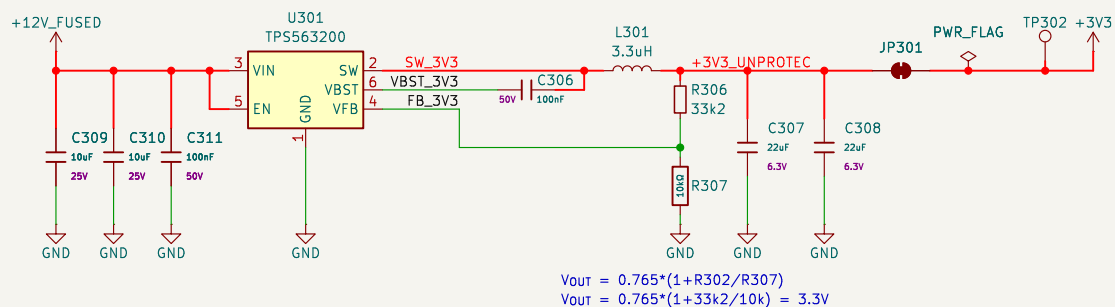 +12V_FUSED
U301
TPS563200
3
VIN
5
EN
GND
1
SW
2
VBST
6
VFB
4
SW_3V3
VBST_3V3
FB_3V3
C306
50V
100nF
L301
3.3uH
+3V3_UNPROTEC
JP301
PWR_FLAG
TP302
+3V3
R306
33k2
R307
10kΩ
C309
10uF
25V
C310
10uF
25V
C311
100nF
50V
C307
22uF
6.3V
C308
22uF
6.3V
GND
GND
GND
GND
GND
GND
GND
VOUT = 0.765*(1+R302/R307)
VOUT = 0.765*(1+33k2/10k) = 3.3V